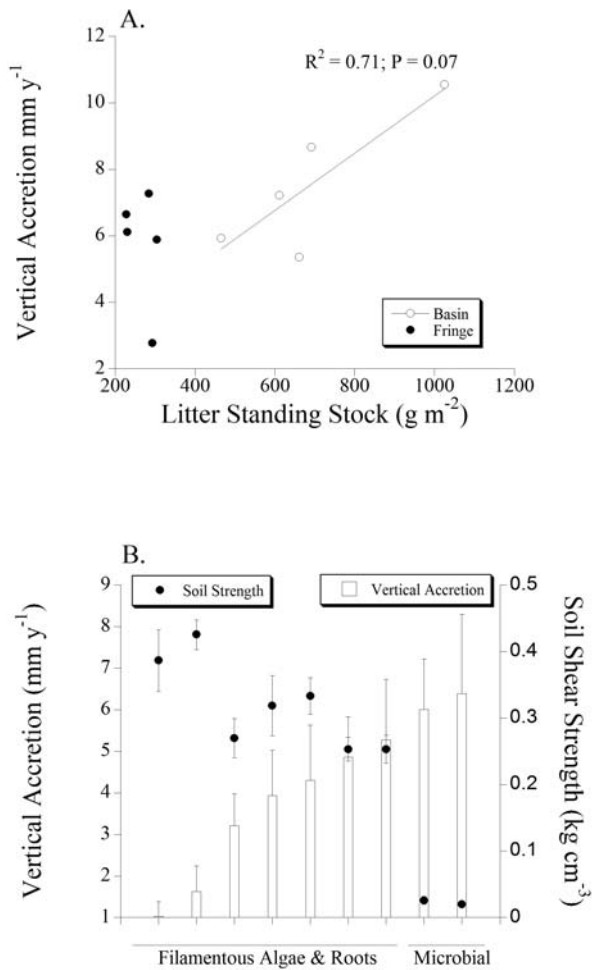 A.
12
10
8
6
4
2
Vertical Accretion mm y⁻¹
R² = 0.71; P = 0.07
Basin
Fringe
200 400 600 800 1000 1200
Litter Standing Stock (g m⁻²)
B.
9
8
7
6
5
4
3
2
1
Vertical Accretion (mm y⁻¹)
Soil Strength
Vertical Accretion
0.5
0.4
0.3
0.2
0.1
0
Soil Shear Strength (kg cm⁻³)
Filamentous Algae & Roots Microbial